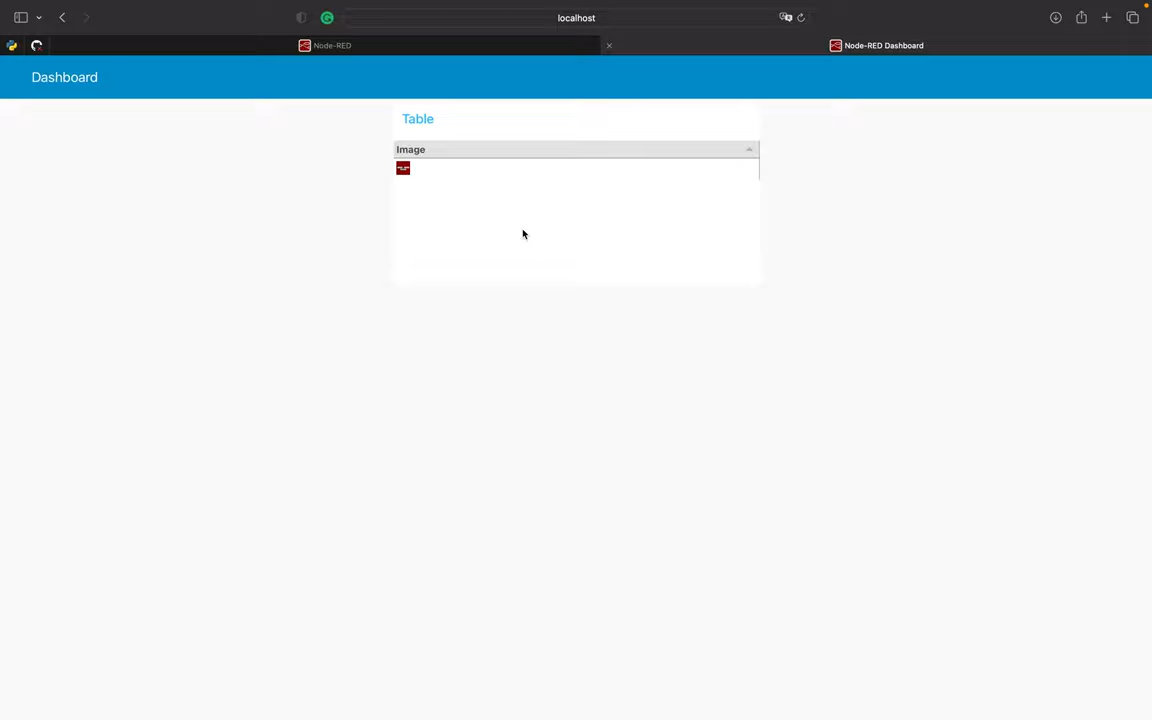 localhost
Node-RED
Node-RED Dashboard
Dashboard
Table
Image